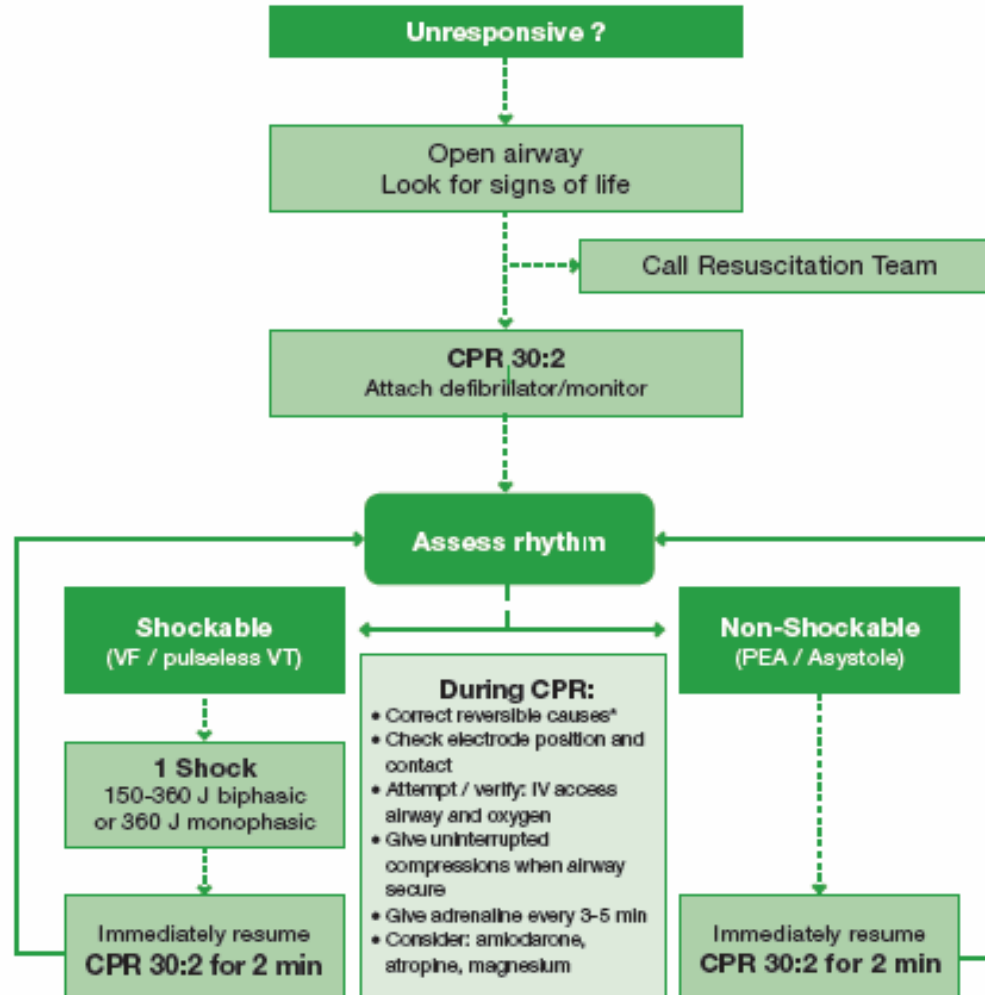 Unresponsive ?
Open airway
Look for signs of life
Call Resuscitation Team
CPR 30:2
Attach defibrillator/monitor
Assess rhythm
Shockable
(VF / pulseless VT)
Non-Shockable
(PEA / Asystole)
1 Shock
150-360 J biphasic
or 360 J monophasic
During CPR:
• Correct reversible causes*
• Check electrode position and
contact
• Attempt / verify: IV access
airway and oxygen
• Give uninterrupted
compressions when airway
secure
• Give adrenaline every 3-5 min
• Consider: amiodarone,
atropine, magnesium
Immediately resume
CPR 30:2 for 2 min
Immediately resume
CPR 30:2 for 2 min